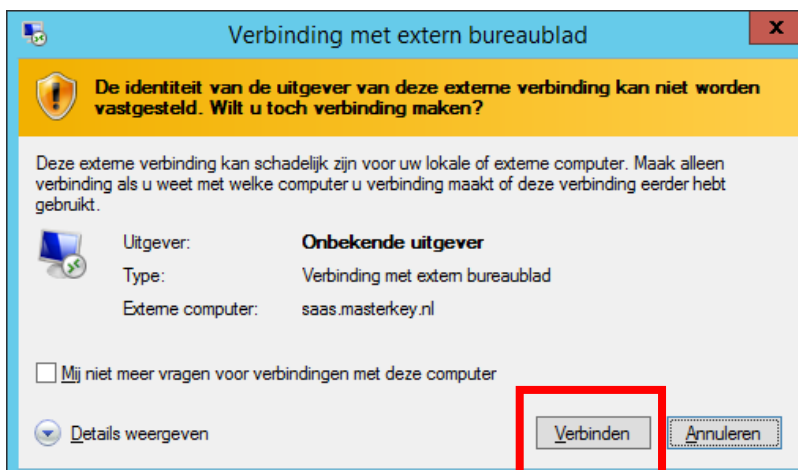 Verbinding met extern bureaublad
x
De identiteit van de uitgever van deze externe verbinding kan niet worden
vastgesteld. Wilt u toch verbinding maken?
Deze externe verbinding kan schadelijk zijn voor uw lokale of externe computer. Maak alleen
verbinding als u weet met welke computer u verbinding maakt of deze verbinding eerder hebt
gebruikt.
Uitgever: Onbekende uitgever
Type: Verbinding met extern bureaublad
Externe computer: saas.masterkey.nl
Mij niet meer vragen voor verbindingen met deze computer
Details weergeven Verbinden Annuleren